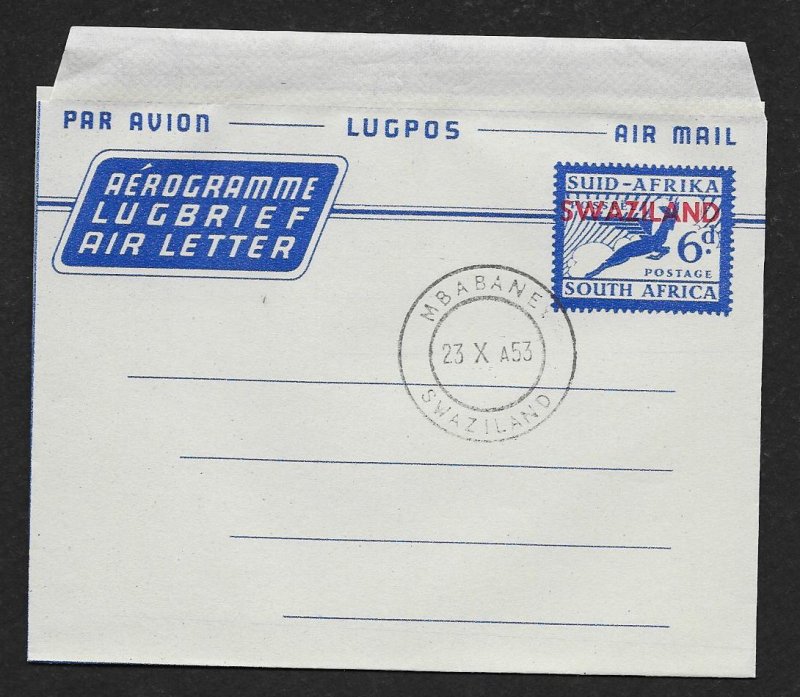 PAR AVION LUGPOS AIR MAIL
AÉROGRAMME
LUGBRIEF
AIR LETTER
SUID-AFRIKA
SWAZILAND
6d.
POSTAGE
SOUTH AFRICA
MBABANE
23 X A53
SWAZILAND